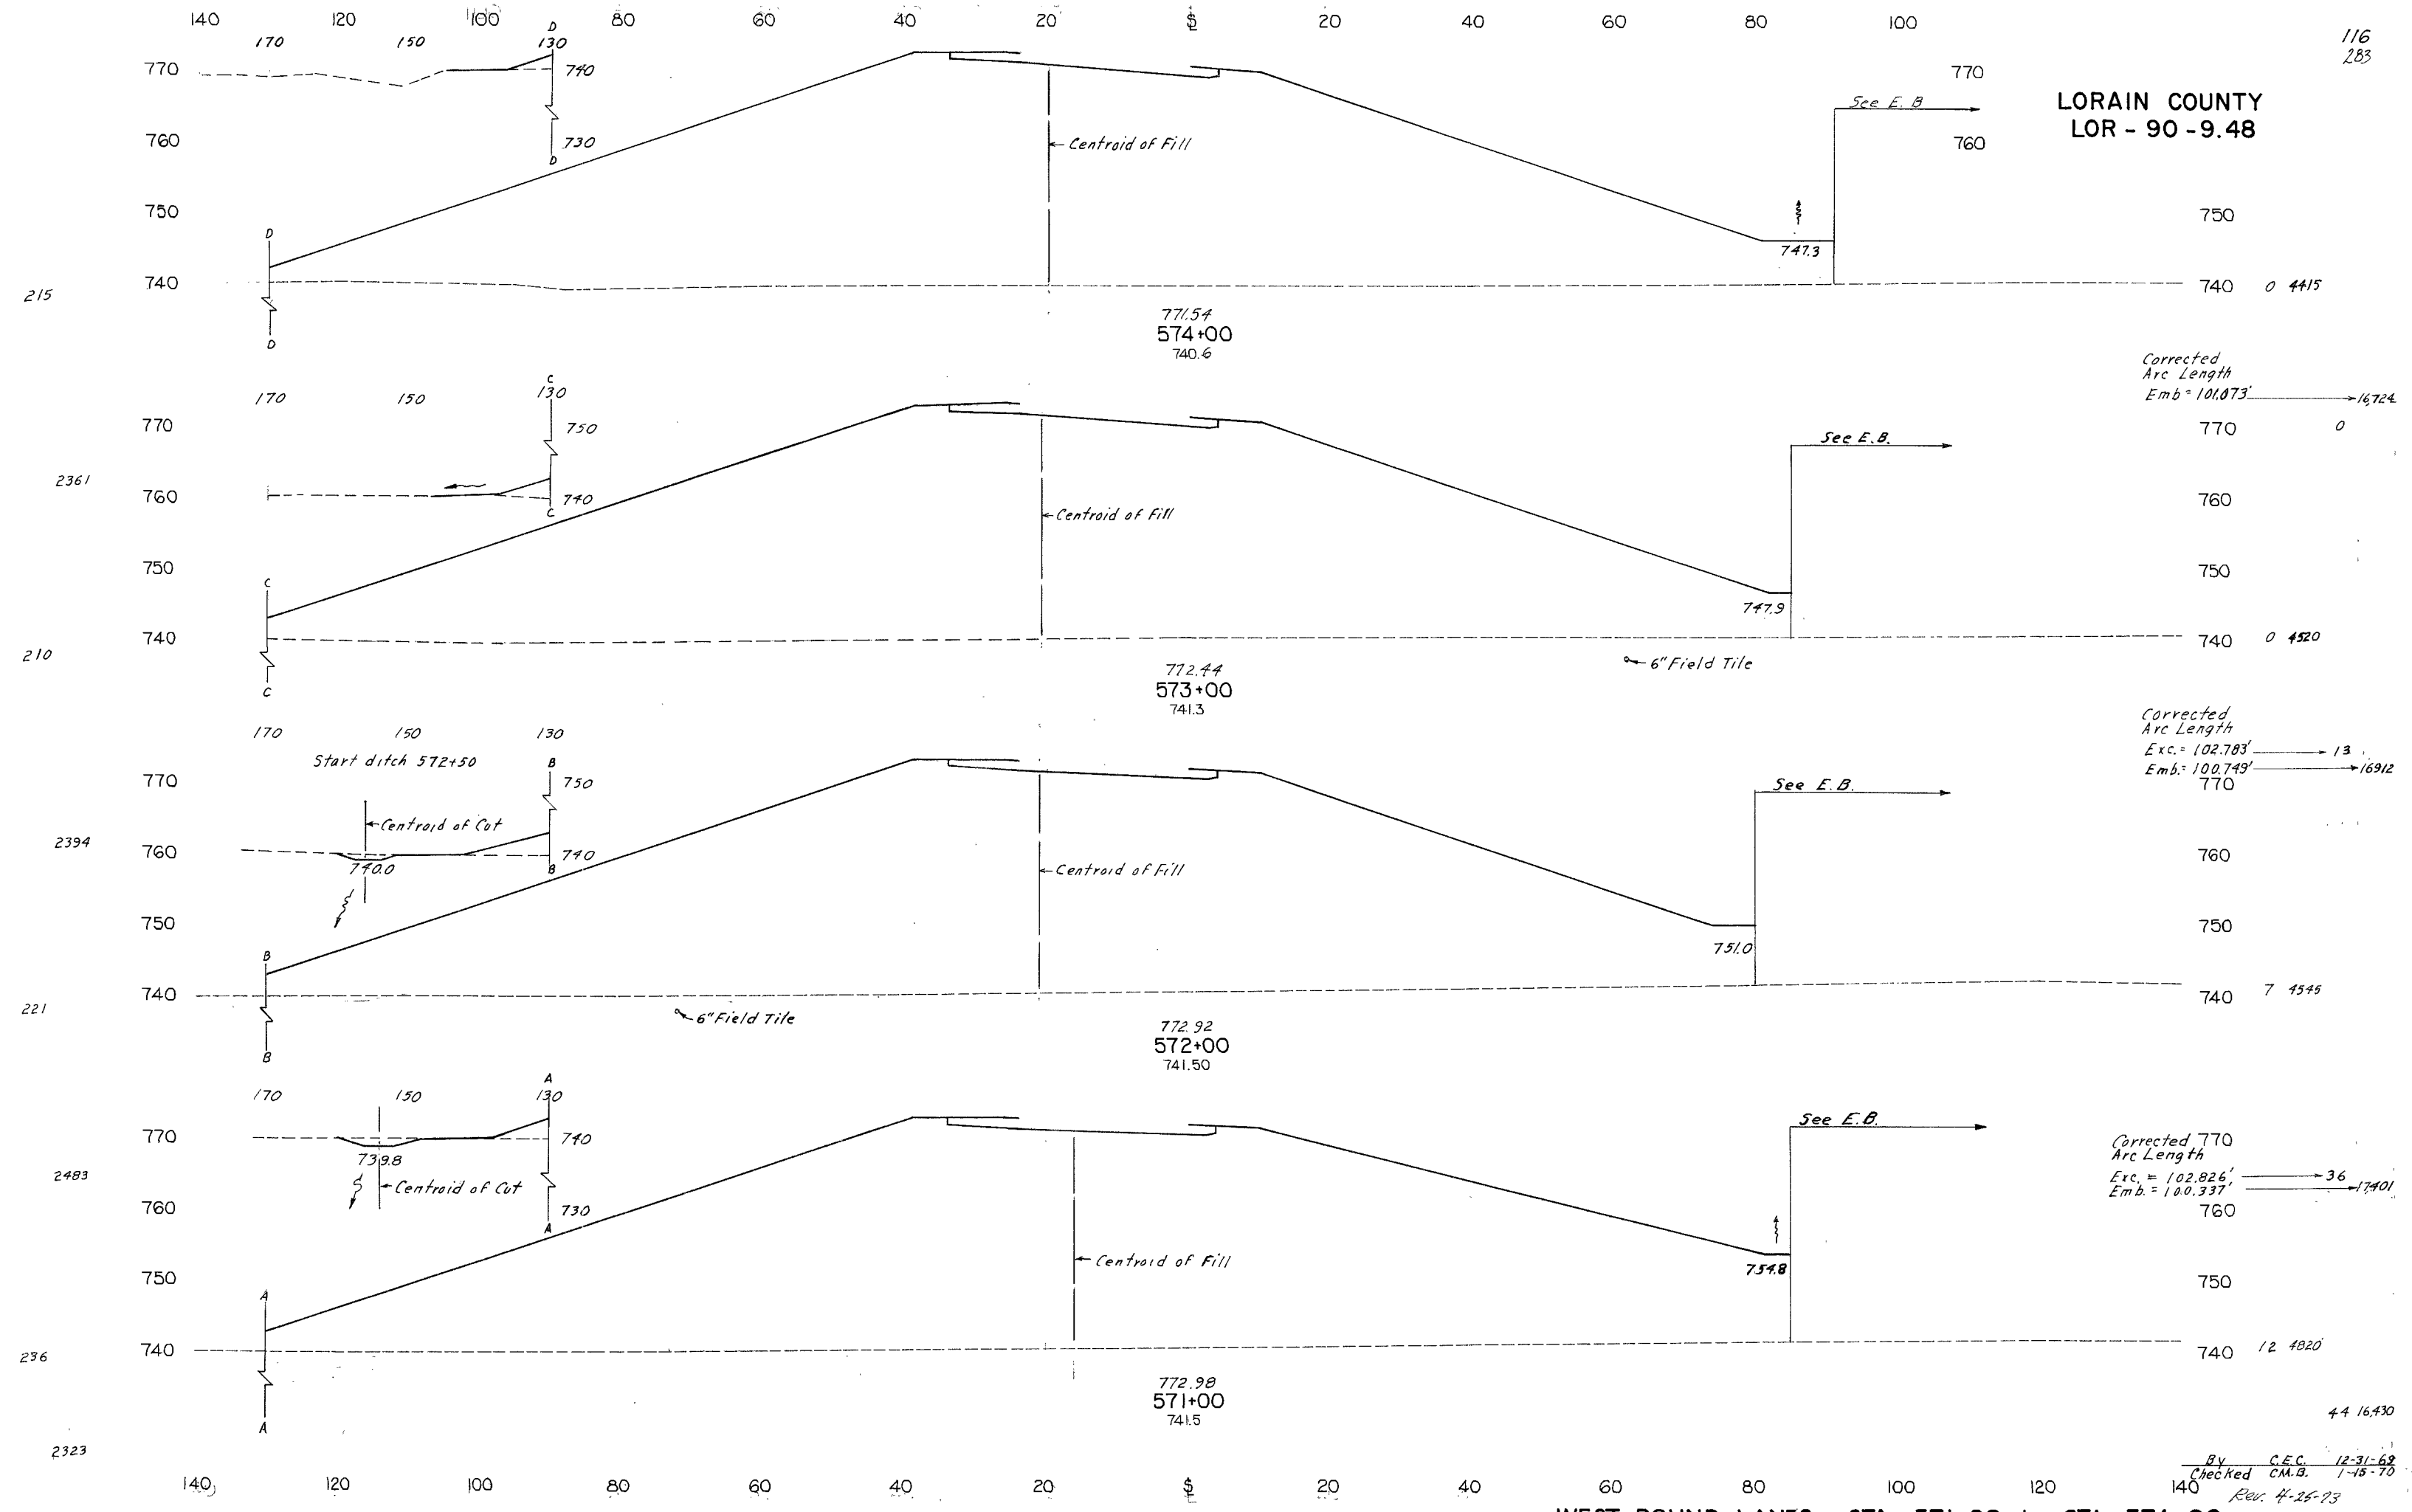 140 120 100 80 60 40 20 ℄ 20 40 60 80 100
116
283
LORAIN COUNTY
LOR - 90 - 9.48
170 150 D 130
770 740 770
See E. B
760 730 760
D
Centroid of Fill
750 750
D
747.3
740 740 0 4415
215
D
771.54
574+00
740.6
Corrected
Arc Length
Emb = 101.073' 16,724
C
170 150 130
770 750 770 0
See E.B.
2361
760 740 760
C
Centroid of Fill
750 750
C
747.9
740 740 0 4520
210
6" Field Tile
C
772.44
573+00
741.3
Corrected
Arc Length
Exc. = 102.783' 13
Emb. = 100.749' 16912
170 150 130
Start ditch 572+50
B
770 750 770
See E.B.
Centroid of Cut
2394
760 740 760
740.0
B
Centroid of Fill
750 750
751.0
B
740 740 7 4545
221
6" Field Tile
B
772.92
572+00
741.50
A
170 150 130
See E.B.
770 740 770
Corrected
Arc Length
739.8
2483
Exc. = 102.826' 36
Emb. = 100.337' 17,401
Centroid of Cut
760 730 760
A
Centroid of Fill
754.8
750 750
A
740 740 12 4820
236
772.98
571+00
741.5
A
44 16,430
2323
By C.E.C. 12-31-69
Checked C.M.B. 1-15-70
Rev. 4-25-73
140 120 100 80 60 40 20 ℄ 20 40 60 80 100 120 140